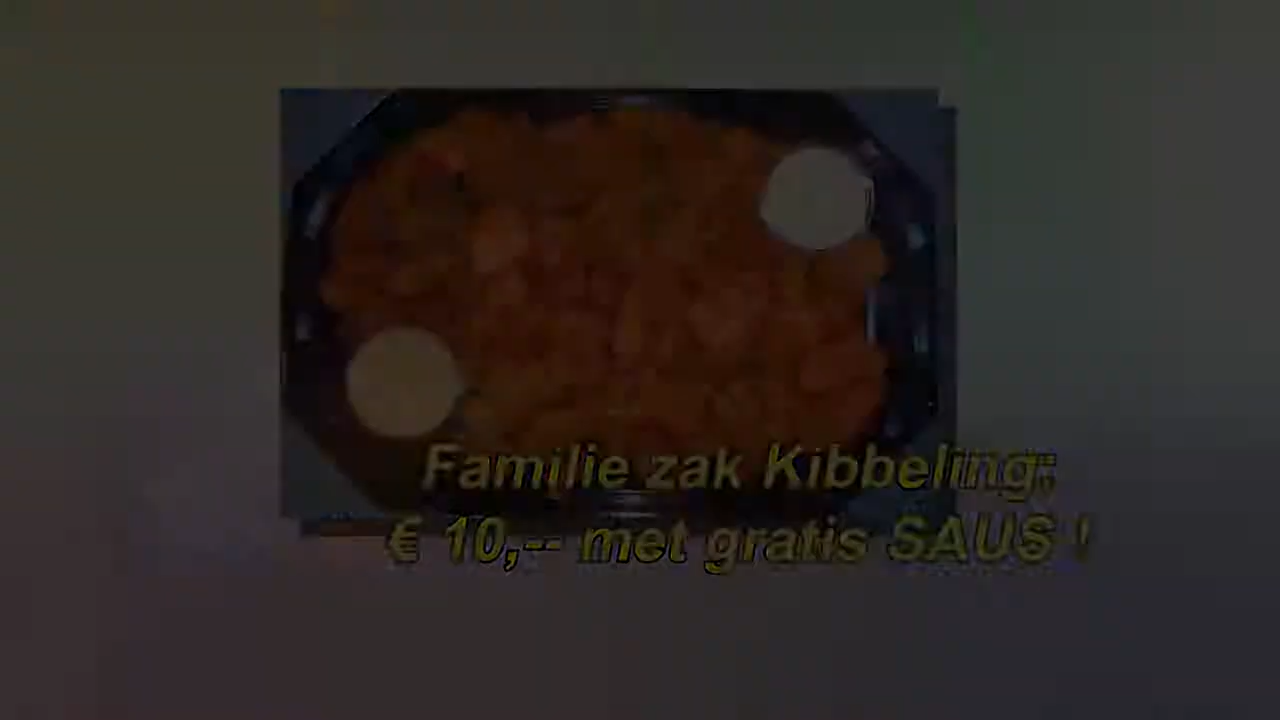 Familie zak Kibbeling:
€ 10,-- met gratis SAUS !